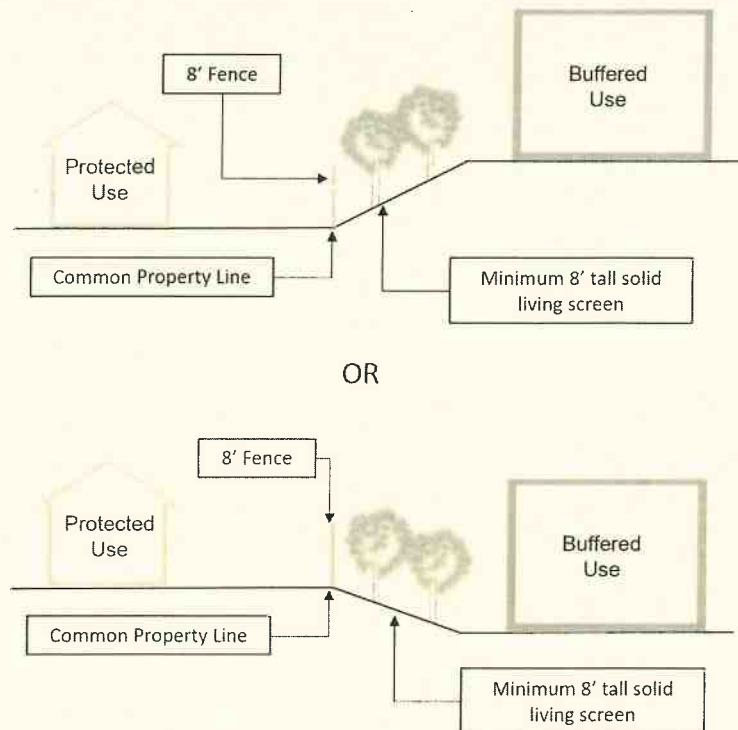 8' Fence
Buffered
Use
Protected
Use
Common Property Line
Minimum 8' tall solid
living screen
OR
8' Fence
Protected
Use
Buffered
Use
Common Property Line
Minimum 8' tall solid
living screen